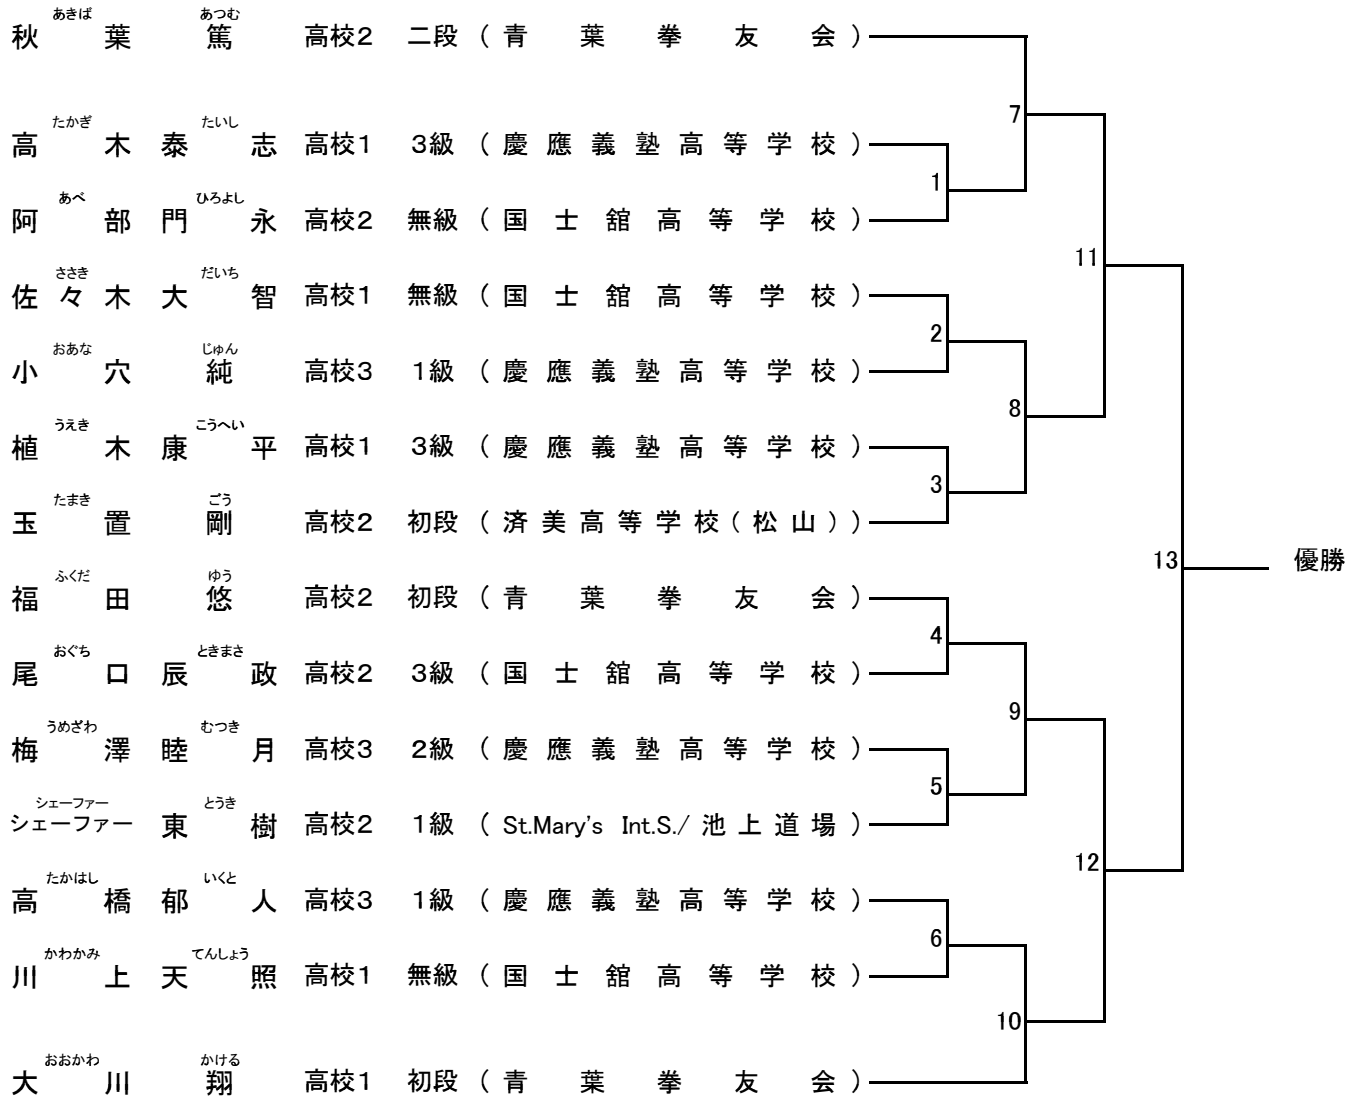 あきば あつむ
秋葉 篤 高校2 二段 (青葉拳友会)
7
たかぎ たいし
高木泰志 高校1 3級 (慶應義塾高等学校)
1
あべ ひろよし
阿部門永 高校2 無級 (国士舘高等学校)
11
ささき だいち
佐々木大智 高校1 無級 (国士舘高等学校)
2
おあな じゅん
小穴 純 高校3 1級 (慶應義塾高等学校)
8
うえき こうへい
植木康平 高校1 3級 (慶應義塾高等学校)
3
たまき ごう
玉置 剛 高校2 初段 (済美高等学校(松山))
13 優勝
ふくだ ゆう
福田 悠 高校2 初段 (青葉拳友会)
4
おぐち ときまさ
尾口辰政 高校2 3級 (国士舘高等学校)
9
うめざわ むつき
梅澤睦月 高校3 2級 (慶應義塾高等学校)
5
シェーファー とうき
シェーファー 東樹 高校2 1級 (St.Mary's Int.S./池上道場)
12
たかはし いくと
高橋郁人 高校3 1級 (慶應義塾高等学校)
6
かわかみ てんしょう
川上天照 高校1 無級 (国士舘高等学校)
10
おおかわ かける
大川 翔 高校1 初段 (青葉拳友会)